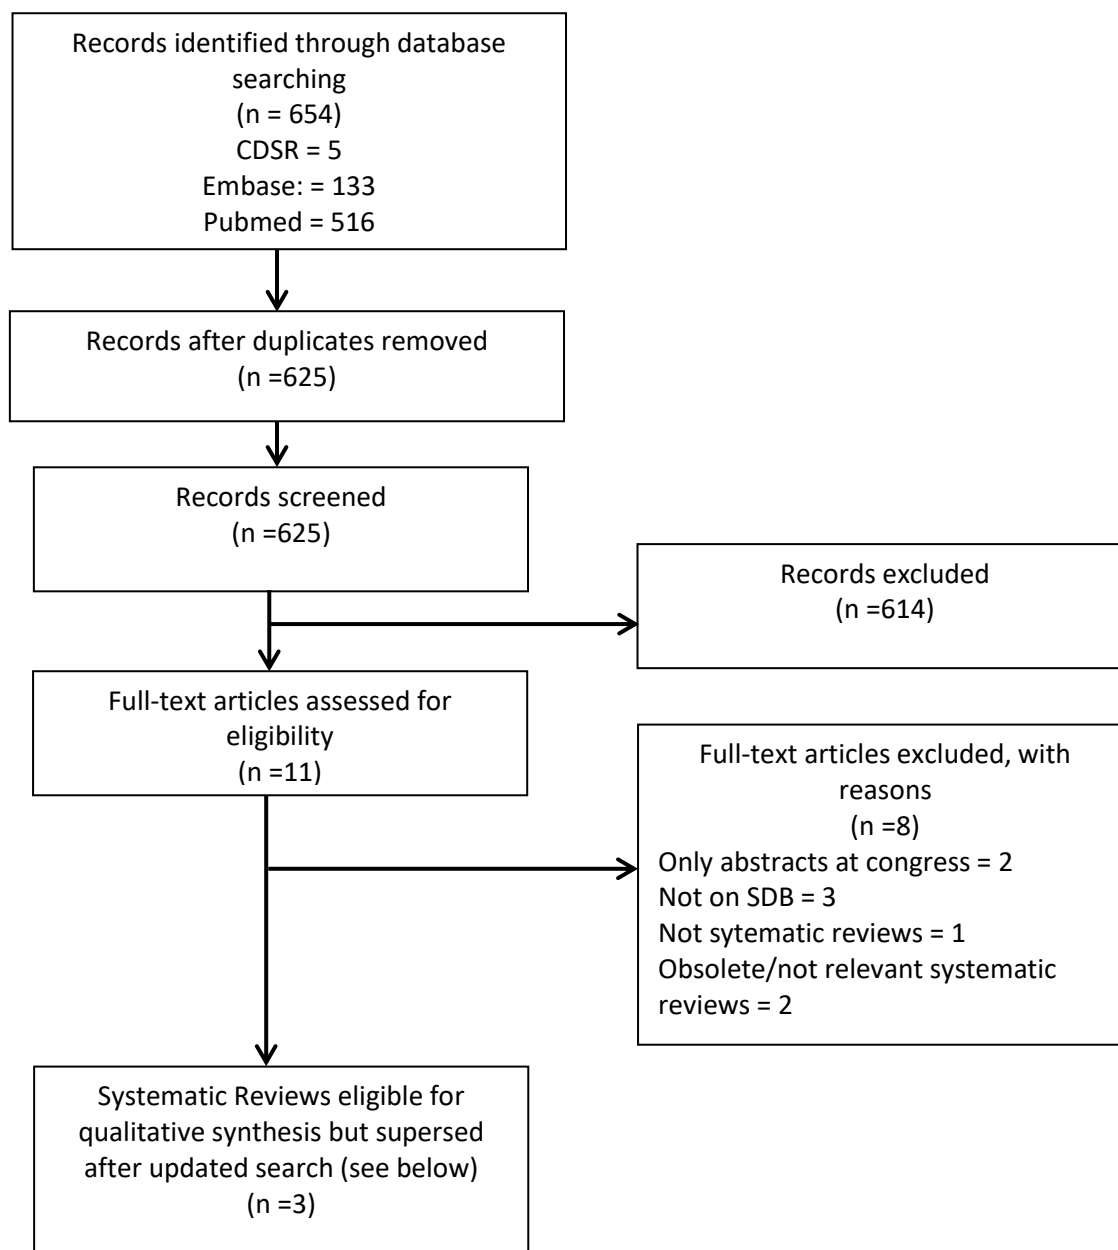 Records identified through database
searching
(n = 654)
CDSR = 5
Embase: = 133
Pubmed = 516
Records after duplicates removed
(n =625)
Records screened
(n =625)
Records excluded
(n =614)
Full-text articles assessed for
eligibility
(n =11)
Full-text articles excluded, with
reasons
(n =8)
Only abstracts at congress = 2
Not on SDB = 3
Not sytematic reviews = 1
Obsolete/not relevant systematic
reviews = 2
Systematic Reviews eligible for
qualitative synthesis but supersed
after updated search (see below)
(n =3)